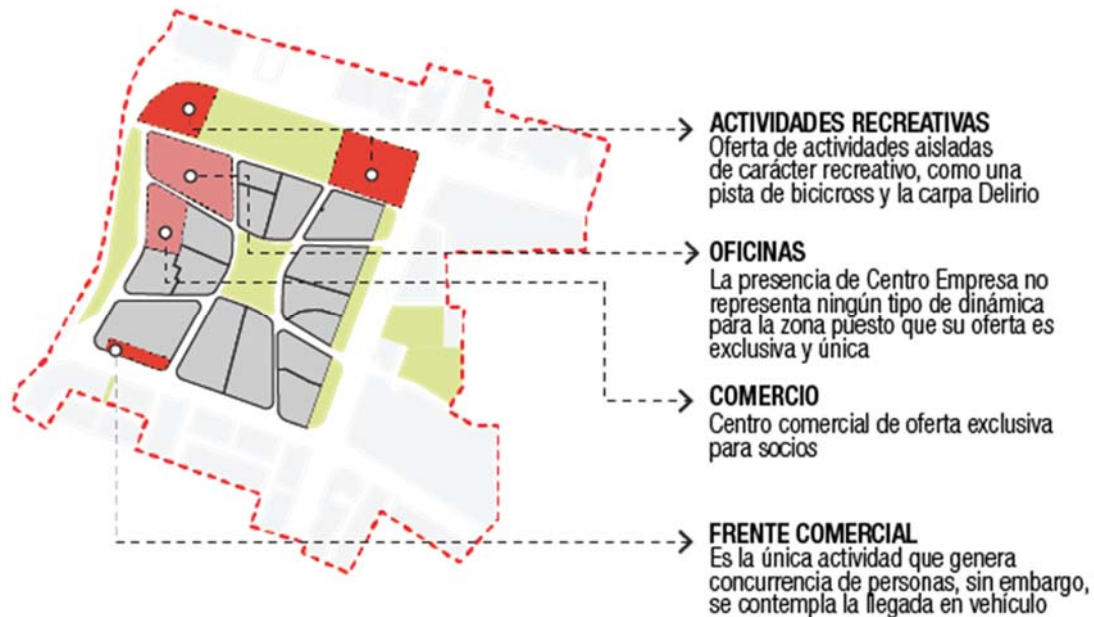 ACTIVIDADES RECREATIVAS
Oferta de actividades aisladas
de carácter recreativo, como una
pista de bicicross y la carpa Delirio
OFICINAS
La presencia de Centro Empresa no
representa ningún tipo de dinámica
para la zona puesto que su oferta es
exclusiva y única
COMERCIO
Centro comercial de oferta exclusiva
para socios
FRENTE COMERCIAL
Es la única actividad que genera
concurrencia de personas, sin embargo,
se contempla la llegada en vehículo